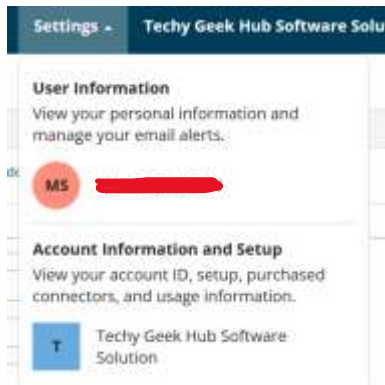 Settings
Techy Geek Hub Software Solu
User Information
View your personal information and
manage your email alerts.
MS
Account Information and Setup
View your account ID, setup, purchased
connectors, and usage information.
T
Techy Geek Hub Software
Solution